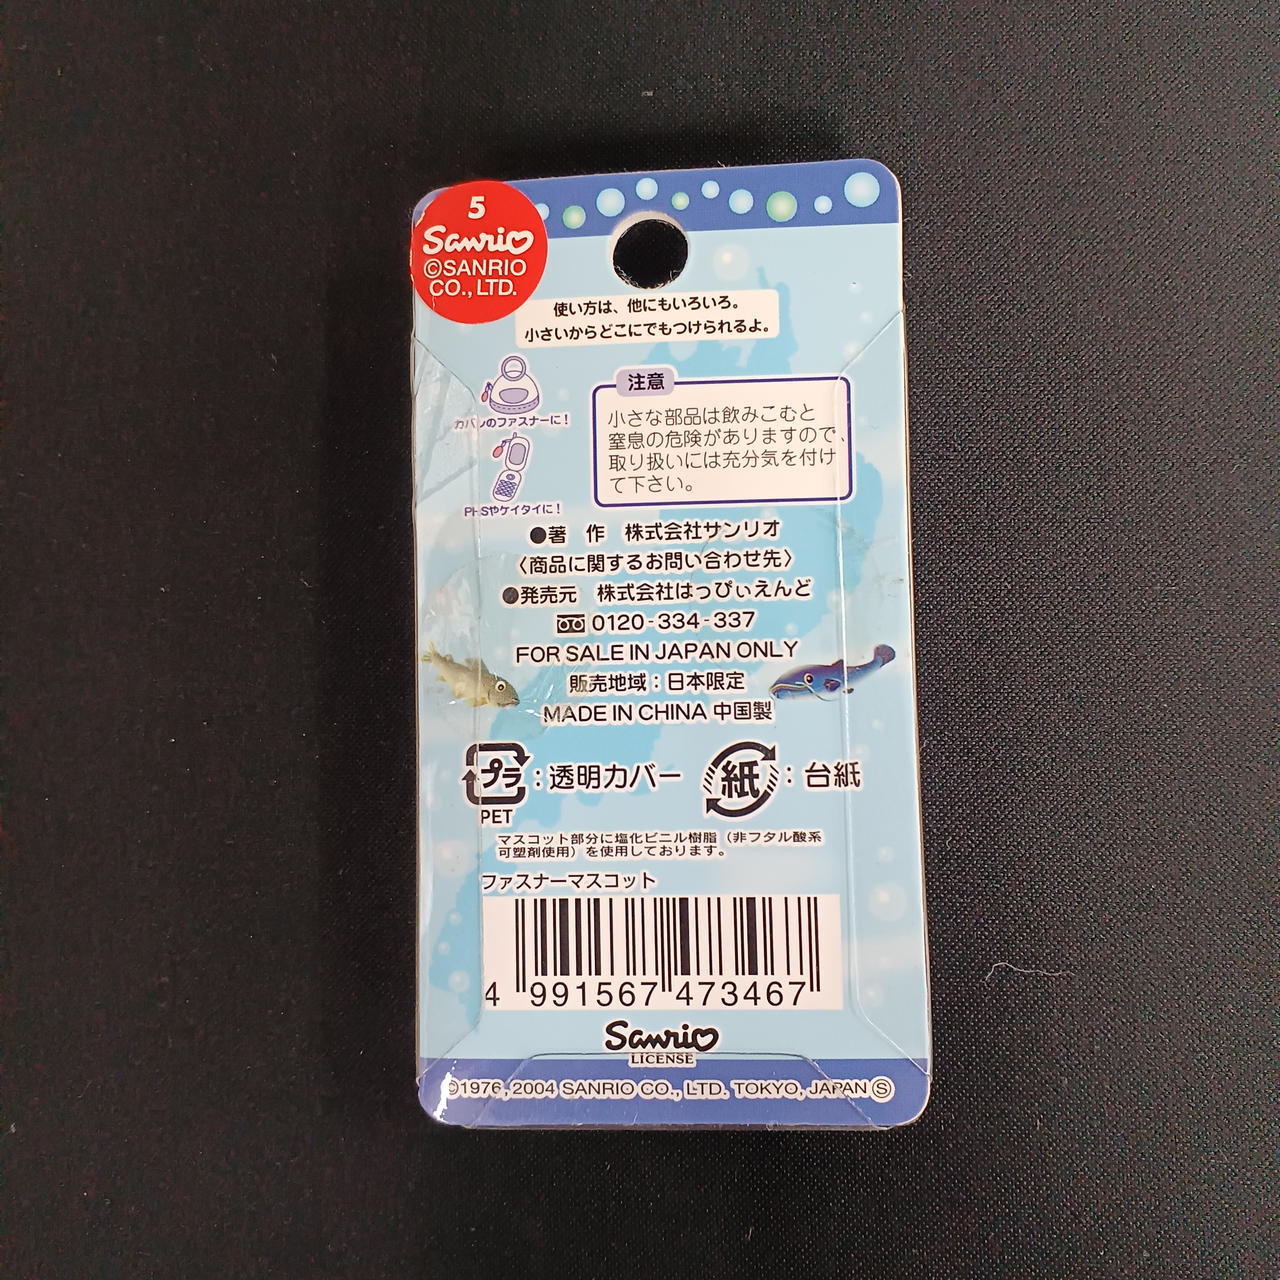 5
Sanrio
©SANRIO
CO., LTD.
使い方は、他にもいろいろ。
小さいからどこにでもつけられるよ。
カバンのファスナーに！
PHSやケイタイに！
注意
小さな部品は飲みこむと
窒息の危険がありますので、
取り扱いには充分気を付け
て下さい。
●著 作 株式会社サンリオ
〈商品に関するお問い合わせ先〉
●発売元 株式会社はっぴぃえんど
0120-334-337
FOR SALE IN JAPAN ONLY
販売地域：日本限定
MADE IN CHINA 中国製
プラ：透明カバー
PET
紙：台紙
マスコット部分に塩化ビニル樹脂（非フタル酸系
可塑剤使用）を使用しております。
ファスナーマスコット
4 991567 473467
Sanrio
LICENSE
©1976, 2004 SANRIO CO., LTD. TOKYO, JAPAN Ⓢ